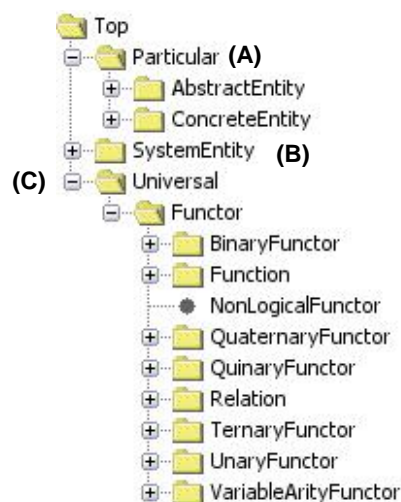 Top
Particular (A)
AbstractEntity
ConcreteEntity
SystemEntity (B)
(C) Universal
Functor
BinaryFunctor
Function
NonLogicalFunctor
QuaternaryFunctor
QuinaryFunctor
Relation
TernaryFunctor
UnaryFunctor
VariableArityFunctor